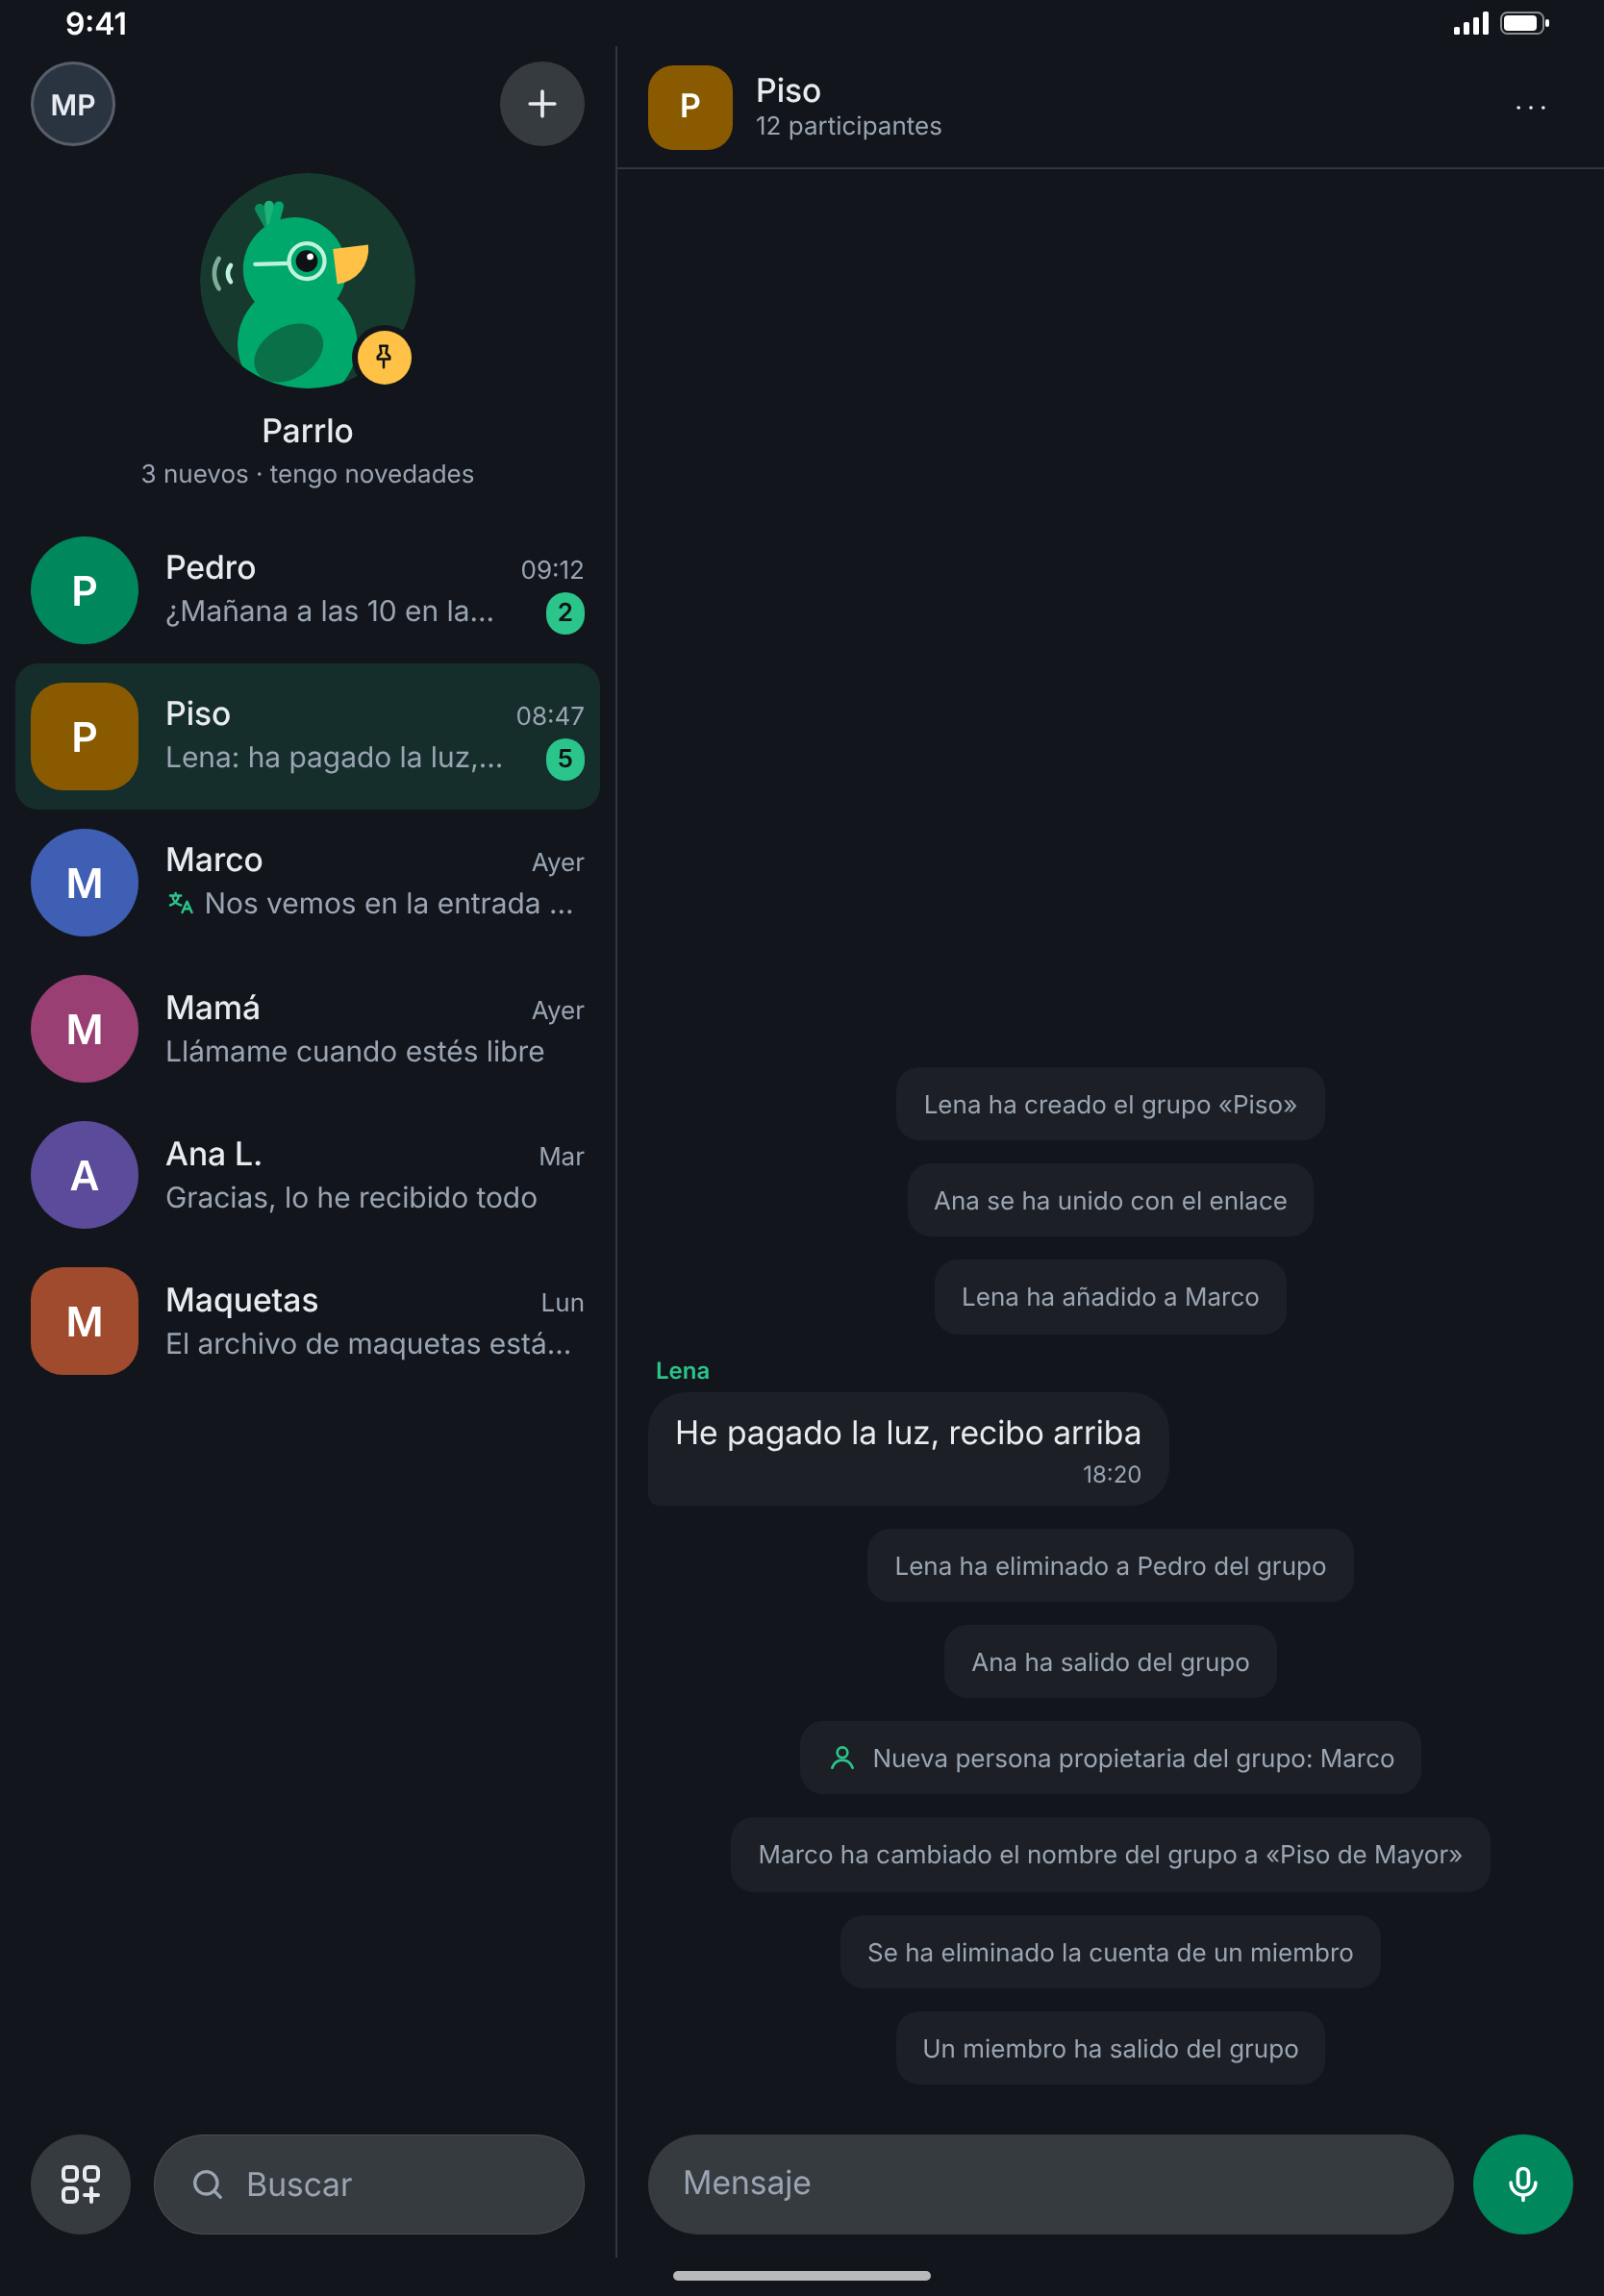 9:41
MP
Parrlo
3 nuevos · tengo novedades
P
Pedro
09:12
¿Mañana a las 10 en la...
2
P
Piso
08:47
Lena: ha pagado la luz,...
5
M
Marco
Ayer
Nos vemos en la entrada ...
M
Mamá
Ayer
Llámame cuando estés libre
A
Ana L.
Mar
Gracias, lo he recibido todo
M
Maquetas
Lun
El archivo de maquetas está...
Buscar
P
Piso
12 participantes
Lena ha creado el grupo «Piso»
Ana se ha unido con el enlace
Lena ha añadido a Marco
Lena
He pagado la luz, recibo arriba
18:20
Lena ha eliminado a Pedro del grupo
Ana ha salido del grupo
Nueva persona propietaria del grupo: Marco
Marco ha cambiado el nombre del grupo a «Piso de Mayor»
Se ha eliminado la cuenta de un miembro
Un miembro ha salido del grupo
Mensaje